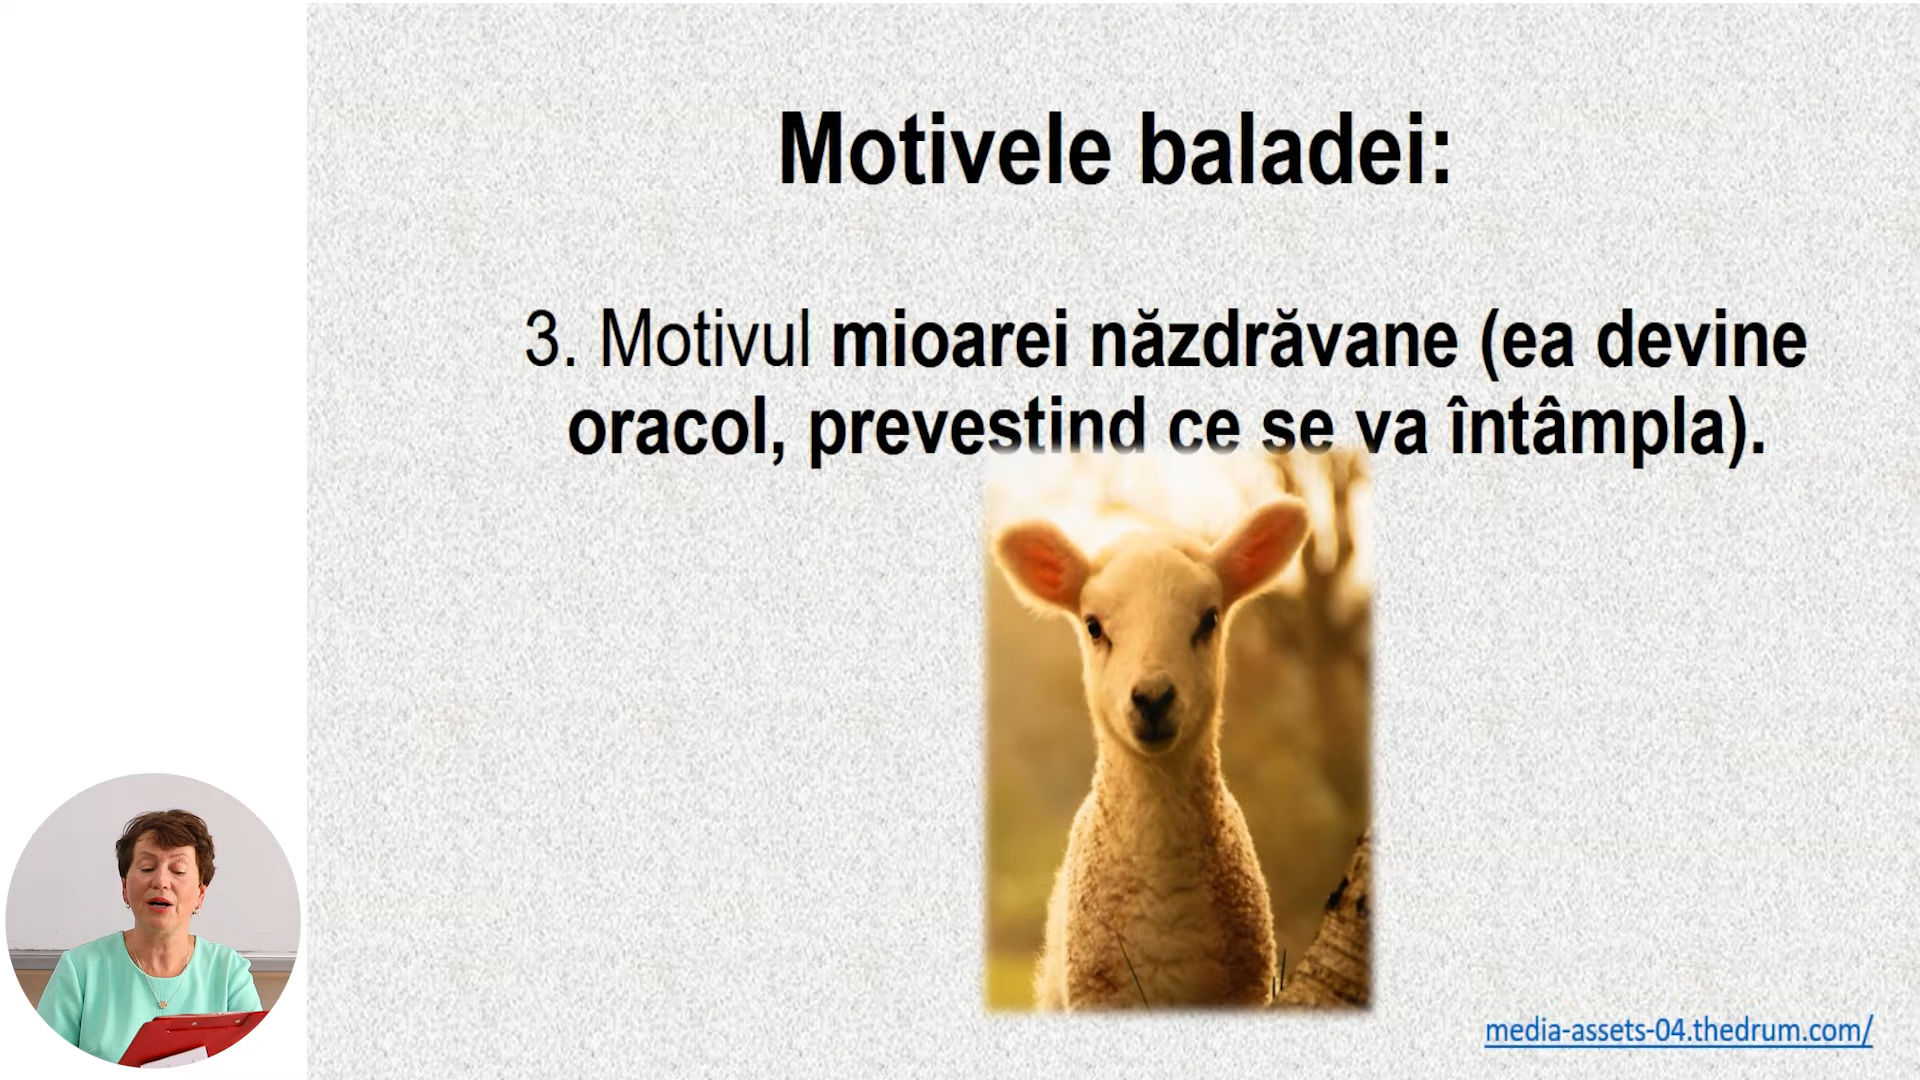 Motivele baladei:
3. Motivul mioarei năzdrăvane (ea devine
oracol, prevestind ce se va întâmpla).
media-assets-04.thedrum.com/